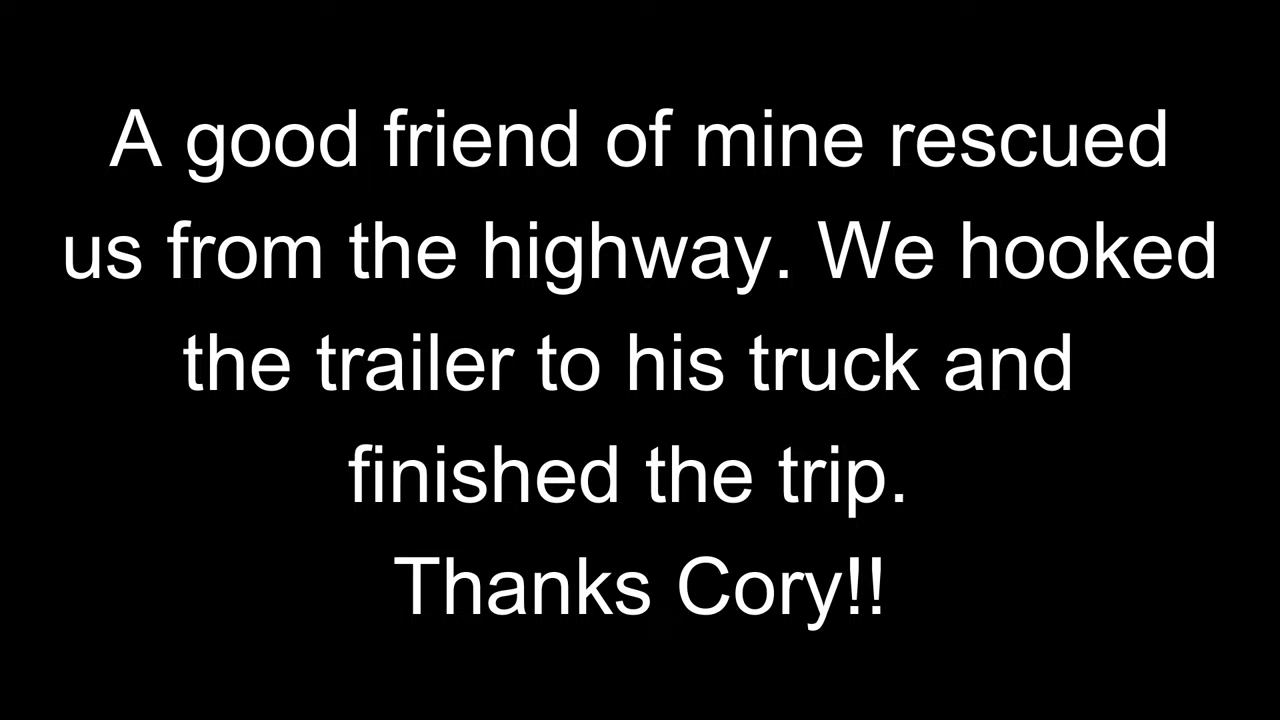 A good friend of mine rescued
us from the highway. We hooked
the trailer to his truck and
finished the trip.
Thanks Cory!!